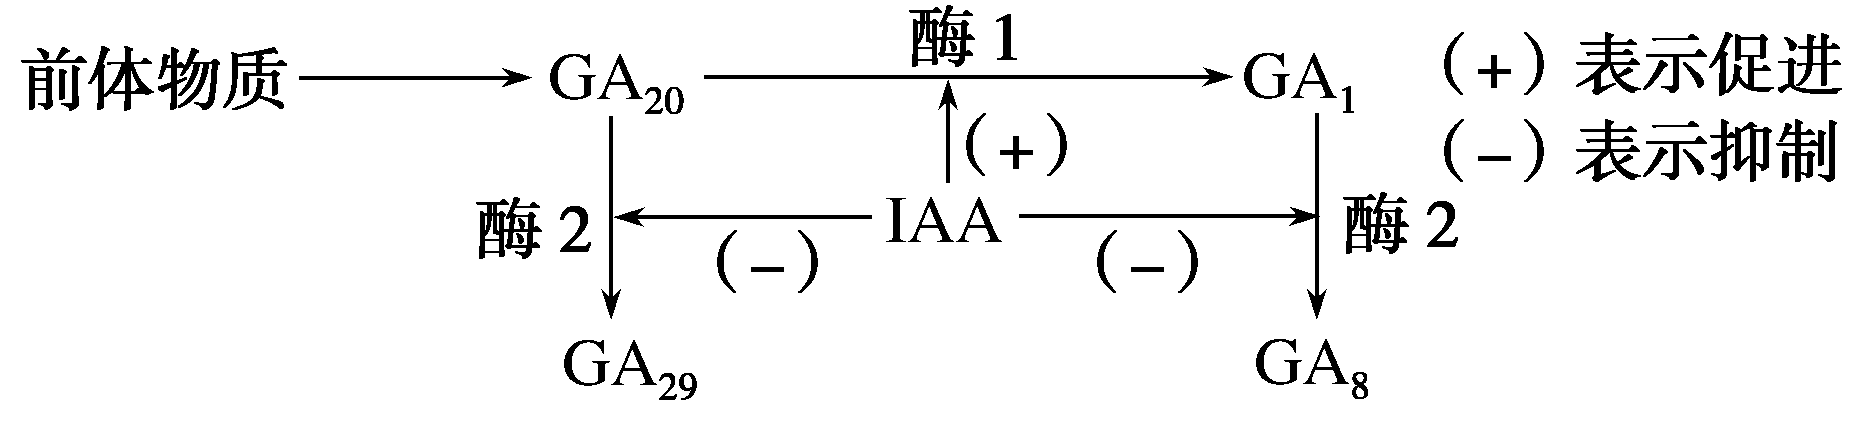 前体物质 GA20 酶1 GA1 (+)表示促进
(+) (-)表示抑制
酶2 (-) IAA (-) 酶2
GA29 GA8